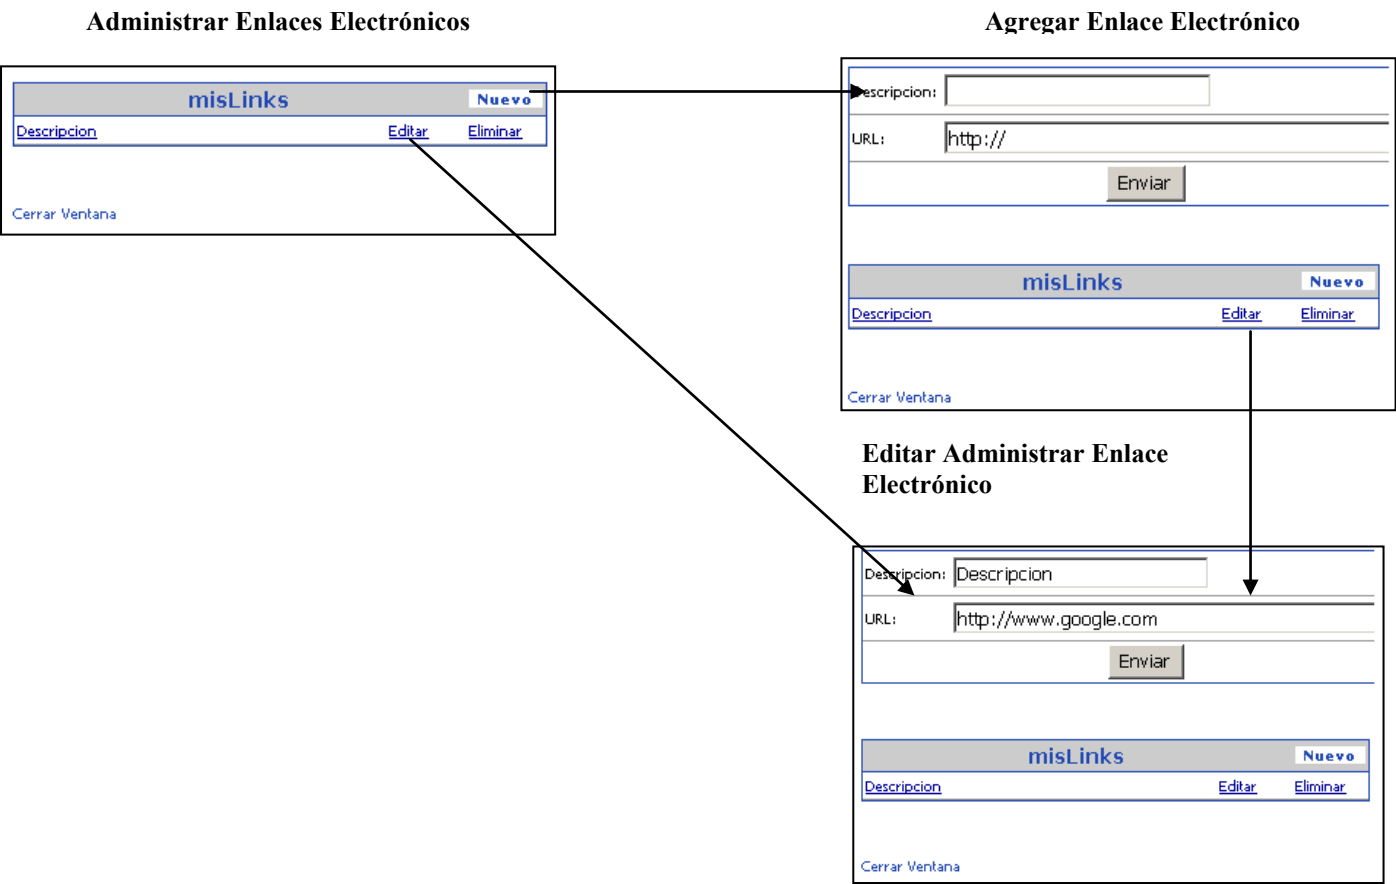 Administrar Enlaces Electrónicos
misLinks Nuevo
Descripcion Editar Eliminar
Cerrar Ventana
Agregar Enlace Electrónico
Descripcion:
URL: http://
Enviar
misLinks Nuevo
Descripcion Editar Eliminar
Cerrar Ventana
Editar Administrar Enlace
Electrónico
Descripcion: Descripcion
URL: http://www.google.com
Enviar
misLinks Nuevo
Descripcion Editar Eliminar
Cerrar Ventana